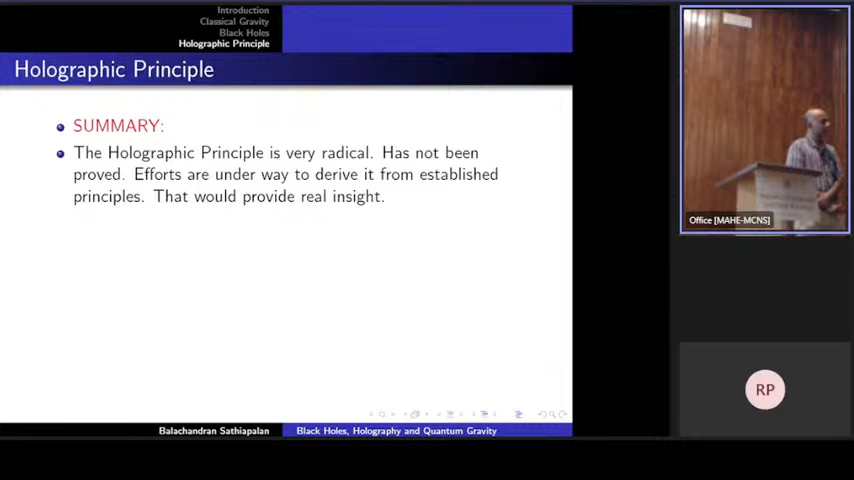 Introduction
Classical Gravity
Black Holes
Holographic Principle
Holographic Principle
SUMMARY:
The Holographic Principle is very radical. Has not been
proved. Efforts are under way to derive it from established
principles. That would provide real insight.
Balachandran Sathiapalan
Black Holes, Holography and Quantum Gravity
Office [MAHE-MCNS]
RP